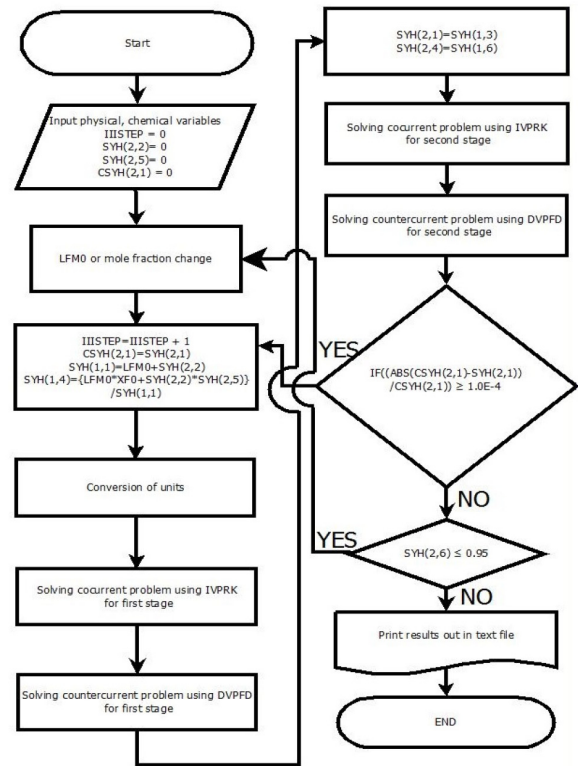 Start
Input physical, chemical variables
IIISTEP = 0
SYH(2,2)= 0
SYH(2,5)= 0
CSYH(2,1) = 0
LFM0 or mole fraction change
IIISTEP=IIISTEP + 1
CSYH(2,1)=SYH(2,1)
SYH(1,1)=LFM0+SYH(2,2)
SYH(1,4)={LFM0*XF0+SYH(2,2)*SYH(2,5)}
/SYH(1,1)
Conversion of units
Solving cocurrent problem using IVPRK
for first stage
Solving countercurrent problem using DVPFD
for first stage
SYH(2,1)=SYH(1,3)
SYH(2,4)=SYH(1,6)
Solving cocurrent problem using IVPRK
for second stage
Solving countercurrent problem using DVPFD
for second stage
YES
IF((ABS(CSYH(2,1)-SYH(2,1))
/CSYH(2,1)) ≥ 1.0E-4
NO
YES
SYH(2,6) ≤ 0.95
NO
Print results out in text file
END